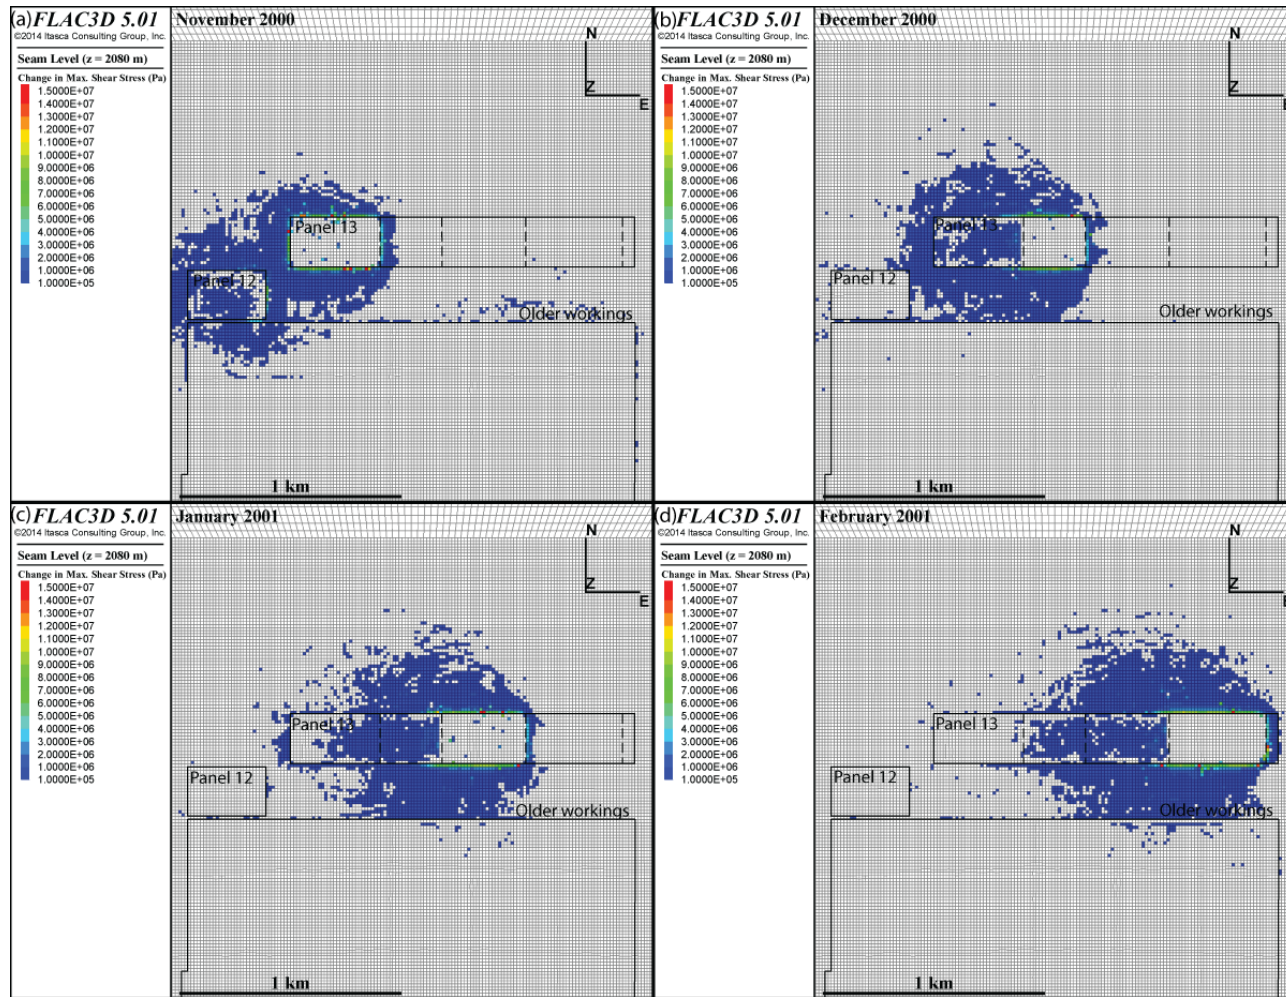 (a) FLAC3D 5.01
©2014 Itasca Consulting Group, Inc.
Seam Level (z = 2080 m)
Change in Max. Shear Stress (Pa)
1.5000E+07
1.4000E+07
1.3000E+07
1.2000E+07
1.1000E+07
1.0000E+07
9.0000E+06
8.0000E+06
7.0000E+06
6.0000E+06
5.0000E+06
4.0000E+06
3.0000E+06
2.0000E+06
1.0000E+06
1.0000E+05
November 2000
N
Z
E
Panel 13
Panel 12
Older workings
1 km
(b) FLAC3D 5.01
©2014 Itasca Consulting Group, Inc.
Seam Level (z = 2080 m)
Change in Max. Shear Stress (Pa)
1.5000E+07
1.4000E+07
1.3000E+07
1.2000E+07
1.1000E+07
1.0000E+07
9.0000E+06
8.0000E+06
7.0000E+06
6.0000E+06
5.0000E+06
4.0000E+06
3.0000E+06
2.0000E+06
1.0000E+06
1.0000E+05
December 2000
N
Z
E
Panel 13
Panel 12
Older workings
1 km
(c) FLAC3D 5.01
©2014 Itasca Consulting Group, Inc.
Seam Level (z = 2080 m)
Change in Max. Shear Stress (Pa)
1.5000E+07
1.4000E+07
1.3000E+07
1.2000E+07
1.1000E+07
1.0000E+07
9.0000E+06
8.0000E+06
7.0000E+06
6.0000E+06
5.0000E+06
4.0000E+06
3.0000E+06
2.0000E+06
1.0000E+06
1.0000E+05
January 2001
N
Z
E
Panel 13
Panel 12
Older workings
1 km
(d) FLAC3D 5.01
©2014 Itasca Consulting Group, Inc.
Seam Level (z = 2080 m)
Change in Max. Shear Stress (Pa)
1.5000E+07
1.4000E+07
1.3000E+07
1.2000E+07
1.1000E+07
1.0000E+07
9.0000E+06
8.0000E+06
7.0000E+06
6.0000E+06
5.0000E+06
4.0000E+06
3.0000E+06
2.0000E+06
1.0000E+06
1.0000E+05
February 2001
N
Z
E
Panel 13
Panel 12
Older workings
1 km